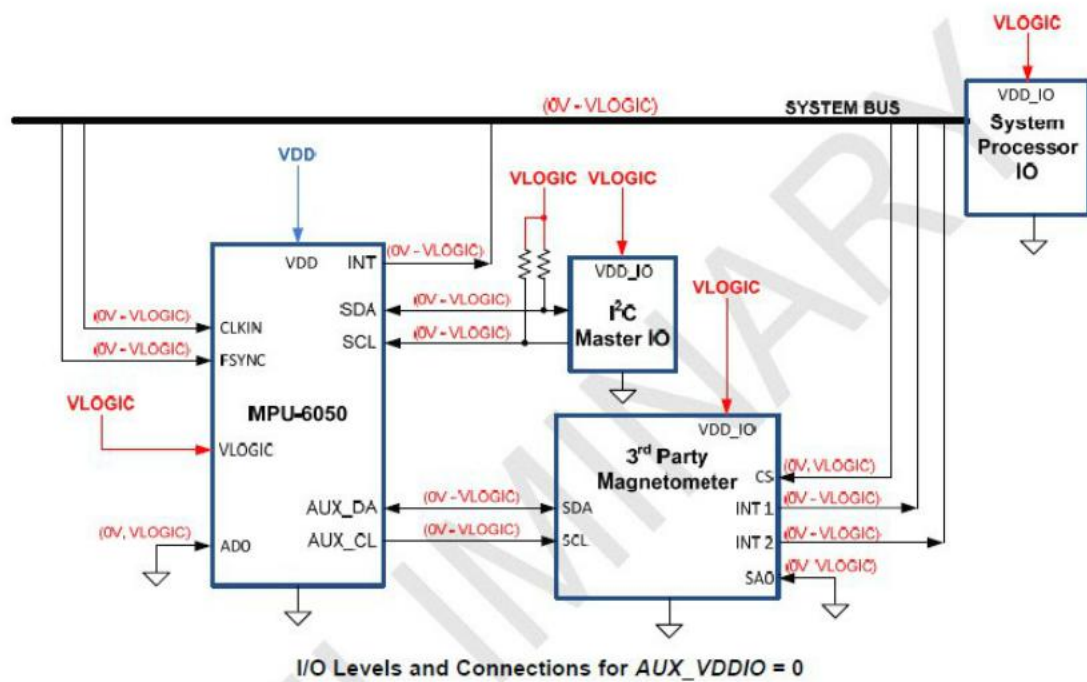 VLOGIC
(0V - VLOGIC)
SYSTEM BUS
VDD_IO
System
Processor
IO
VDD
VLOGIC
VLOGIC
VDD
INT
(0V - VLOGIC)
VDD_IO
I²C
Master IO
SDA
(0V - VLOGIC)
SCL
(0V - VLOGIC)
(0V - VLOGIC)
CLKIN
(0V - VLOGIC)
FSYNC
VLOGIC
MPU-6050
VLOGIC
VLOGIC
VDD_IO
3rd Party
Magnetometer
CS
(0V, VLOGIC)
AUX_DA
(0V - VLOGIC)
SDA
INT 1
(0V - VLOGIC)
AUX_CL
(0V - VLOGIC)
SCL
INT 2
(0V - VLOGIC)
(0V, VLOGIC)
AD0
SA0
(0V VLOGIC)
I/O Levels and Connections for AUX_VDDIO = 0